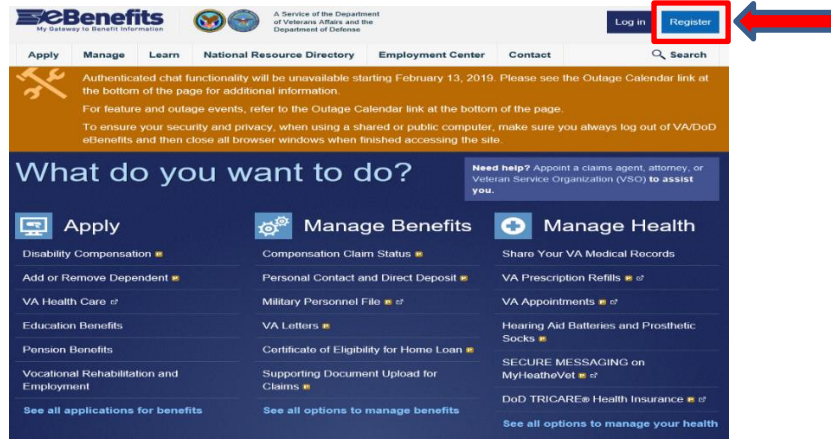 eBenefits
My Gateway to Benefit Information
A Service of the Department
of Veterans Affairs and the
Department of Defense
Log in
Register
Apply
Manage
Learn
National Resource Directory
Employment Center
Contact
Search
Authenticated chat functionality will be unavailable starting February 13, 2019. Please see the Outage Calendar link at
the bottom of the page for additional information.
For feature and outage events, refer to the Outage Calendar link at the bottom of the page.
To ensure your security and privacy, when using a shared or public computer, make sure you always log out of VA/DoD
eBenefits and then close all browser windows when finished accessing the site.
What do you want to do?
Need help? Appoint a claims agent, attorney, or
Veteran Service Organization (VSO) to assist
you.
Apply
Disability Compensation
Add or Remove Dependent
VA Health Care
Education Benefits
Pension Benefits
Vocational Rehabilitation and
Employment
See all applications for benefits
Manage Benefits
Compensation Claim Status
Personal Contact and Direct Deposit
Military Personnel File
VA Letters
Certificate of Eligibility for Home Loan
Supporting Document Upload for
Claims
See all options to manage benefits
Manage Health
Share Your VA Medical Records
VA Prescription Refills
VA Appointments
Hearing Aid Batteries and Prosthetic
Socks
SECURE MESSAGING on
MyHeatheVet
DoD TRICARE® Health Insurance
See all options to manage your health